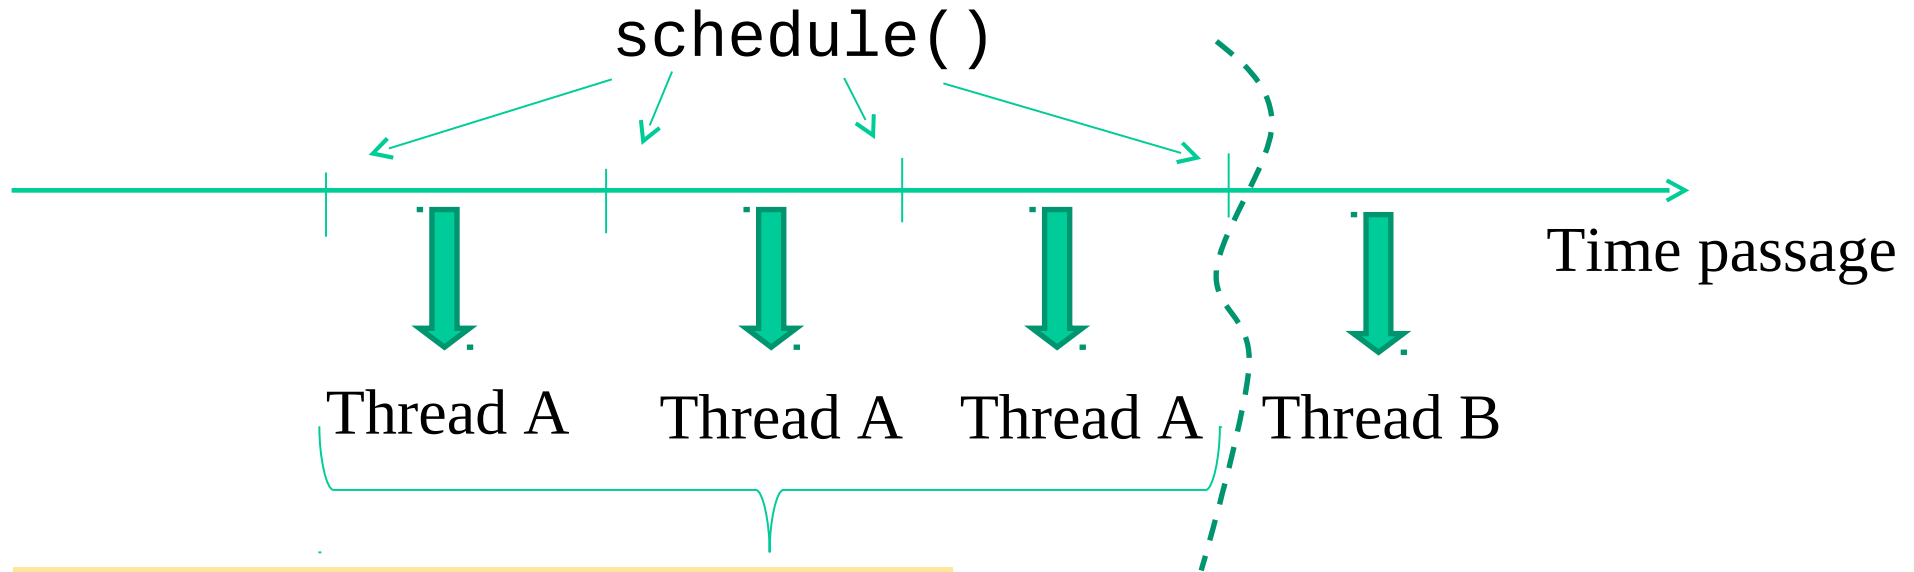 schedule()
Time passage
Thread A
Thread A
Thread A
Thread B